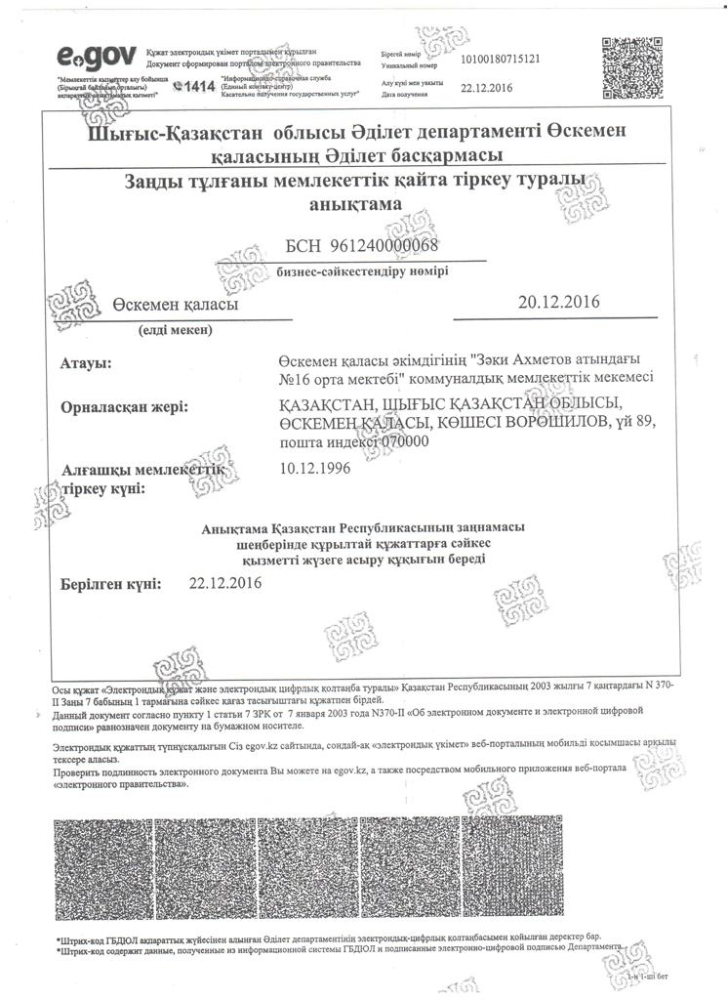 e.gov
Құжат электрондық үкімет порталымен құрылған
Документ сформирован порталом электронного правительства
"Мемлекеттік қызметтер алу бойынша
(Бірыңғай байланыс орталығы)
ақпараттық-анықтамалық қызметі"
1414
"Информационно-справочная служба
(Единый контакт-центр)
Касательно получения государственных услуг"
Бірегей нөмір
Уникальный номер
10100180715121
Алу күні мен уақыты
Дата получения
22.12.2016
Шығыс-Қазақстан облысы Әділет департаменті Өскемен
қаласының Әділет басқармасы
Заңды тұлғаны мемлекеттік қайта тіркеу туралы
анықтама
БСН 961240000068
бизнес-сәйкестендіру нөмірі
Өскемен қаласы
20.12.2016
(елді мекен)
Атауы:
Өскемен қаласы әкімдігінің "Зәки Ахметов атындағы
№16 орта мектебі" коммуналдық мемлекеттік мекемесі
Орналасқан жері:
ҚАЗАҚСТАН, ШЫҒЫС ҚАЗАҚСТАН ОБЛЫСЫ,
ӨСКЕМЕН ҚАЛАСЫ, КӨШЕСІ ВОРОШИЛОВ, үй 89,
пошта индексі 070000
Алғашқы мемлекеттік
тіркеу күні:
10.12.1996
Анықтама Қазақстан Республикасының заңнамасы
шеңберінде құрылтай құжаттарға сәйкес
қызметті жүзеге асыру құқығын береді
Берілген күні: 22.12.2016
Осы құжат «Электрондық құжат және электрондық цифрлық қолтаңба туралы» Қазақстан Республикасының 2003 жылғы 7 қаңтардағы N 370-
II Заңы 7 бабының 1 тармағына сәйкес қағаз тасығыштағы құжатпен бірдей.
Данный документ согласно пункту 1 статьи 7 ЗРК от 7 января 2003 года N370-II «Об электронном документе и электронной цифровой
подписи» равнозначен документу на бумажном носителе.
Электрондық құжаттың түпнұсқалығын Сіз egov.kz сайтында, сондай-ақ «электрондық үкімет» веб-порталының мобильді қосымшасы арқылы
тексере аласыз.
Проверить подлинность электронного документа Вы можете на egov.kz, а также посредством мобильного приложения веб-портала
«электронного правительства».
*Штрих-код ГБДЮЛ ақпараттық жүйесінен алынған Әділет департаментінің электрондық-цифрлық қолтаңбасымен қойылған деректер бар.
*Штрих-код содержит данные, полученные из информационной системы ГБДЮЛ и подписанные электронно-цифровой подписью Департамента
1-н 1-ші бет